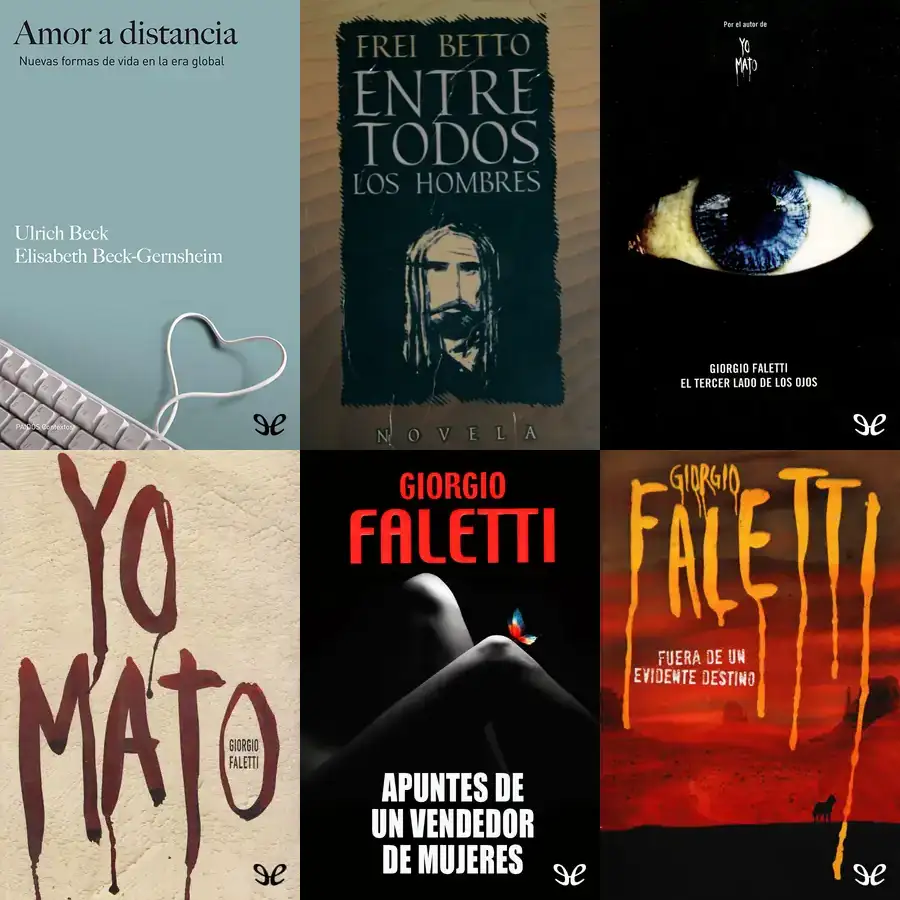 Amor a distancia
Nuevas formas de vida en la era global
Ulrich Beck
Elisabeth Beck-Gernsheim
PAIDÓS Contextos
FREI BETTO
ENTRE
TODOS
LOS HOMBRES
NOVELA
Por el autor de
YO
MATO
GIORGIO FALETTI
EL TERCER LADO DE LOS OJOS
YO
MATO
GIORGIO
FALETTI
GIORGIO
FALETTI
APUNTES DE
UN VENDEDOR
DE MUJERES
GIORGIO
FALETTI
FUERA DE UN
EVIDENTE DESTINO